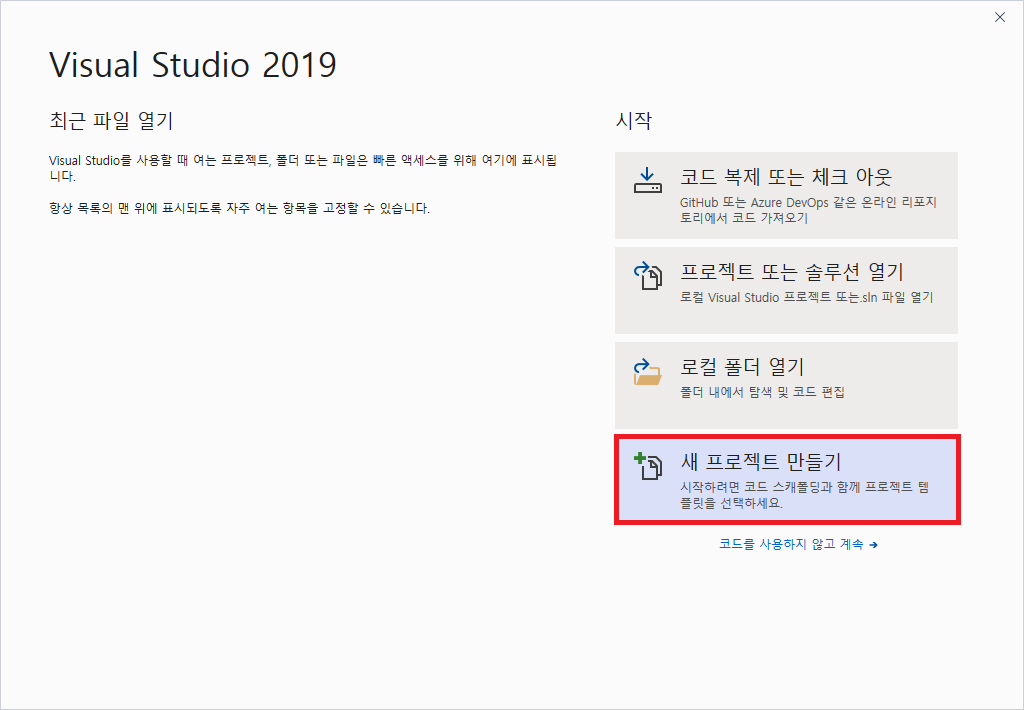 Visual Studio 2019
최근 파일 열기
Visual Studio를 사용할 때 여는 프로젝트, 폴더 또는 파일은 빠른 액세스를 위해 여기에 표시됩
니다.
항상 목록의 맨 위에 표시되도록 자주 여는 항목을 고정할 수 있습니다.
시작
코드 복제 또는 체크 아웃
GitHub 또는 Azure DevOps 같은 온라인 리포지
토리에서 코드 가져오기
프로젝트 또는 솔루션 열기
로컬 Visual Studio 프로젝트 또는.sln 파일 열기
로컬 폴더 열기
폴더 내에서 탐색 및 코드 편집
새 프로젝트 만들기
시작하려면 코드 스캐폴딩과 함께 프로젝트 템
플릿을 선택하세요.
코드를 사용하지 않고 계속 →